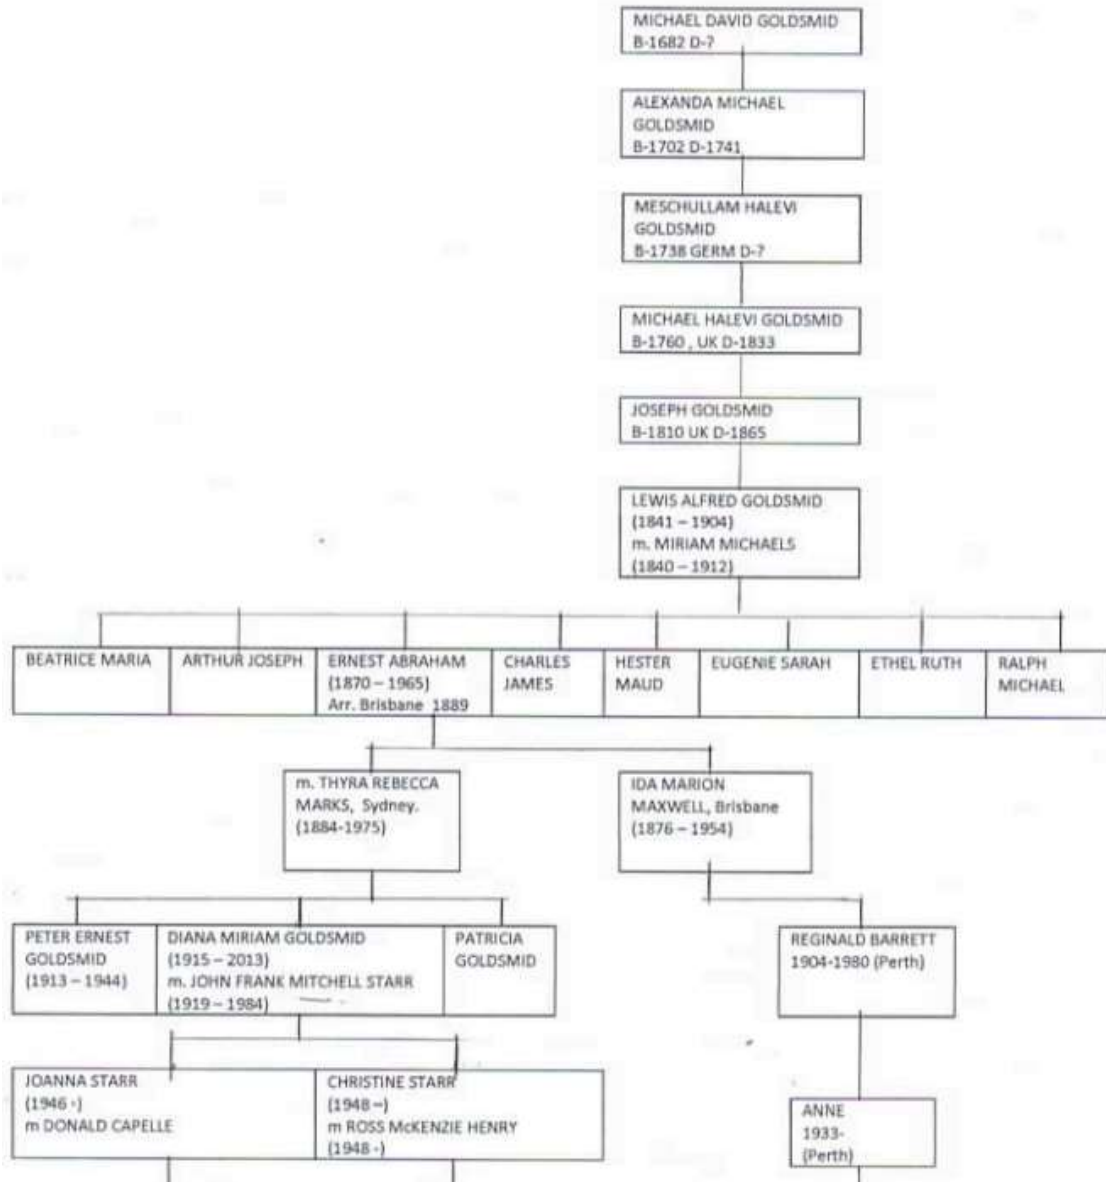 MICHAEL DAVID GOLDSMID
B-1682 D-?
ALEXANDA MICHAEL
GOLDSMID
B-1702 D-1741
MESCHULLAM HALEVI
GOLDSMID
B-1738 GERM D-?
MICHAEL HALEVI GOLDSMID
B-1760 , UK D-1833
JOSEPH GOLDSMID
B-1810 UK D-1865
LEWIS ALFRED GOLDSMID
(1841 – 1904)
m. MIRIAM MICHAELS
(1840 – 1912)
BEATRICE MARIA
ARTHUR JOSEPH
ERNEST ABRAHAM
(1870 – 1965)
Arr. Brisbane 1889
CHARLES
JAMES
HESTER
MAUD
EUGENIE SARAH
ETHEL RUTH
RALPH
MICHAEL
m. THYRA REBECCA
MARKS, Sydney.
(1884-1975)
IDA MARION
MAXWELL, Brisbane
(1876 – 1954)
PETER ERNEST
GOLDSMID
(1913 – 1944)
DIANA MIRIAM GOLDSMID
(1915 – 2013)
m. JOHN FRANK MITCHELL STARR
(1919 – 1984)
PATRICIA
GOLDSMID
REGINALD BARRETT
1904-1980 (Perth)
JOANNA STARR
(1946 -)
m DONALD CAPELLE
CHRISTINE STARR
(1948 –)
m ROSS McKENZIE HENRY
(1948 -)
ANNE
1933-
(Perth)